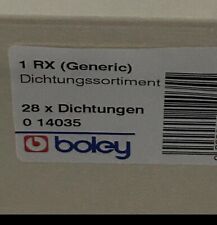 1 RX (Generic)
Dichtungssortiment
28 x Dichtungen
0 14035
boley